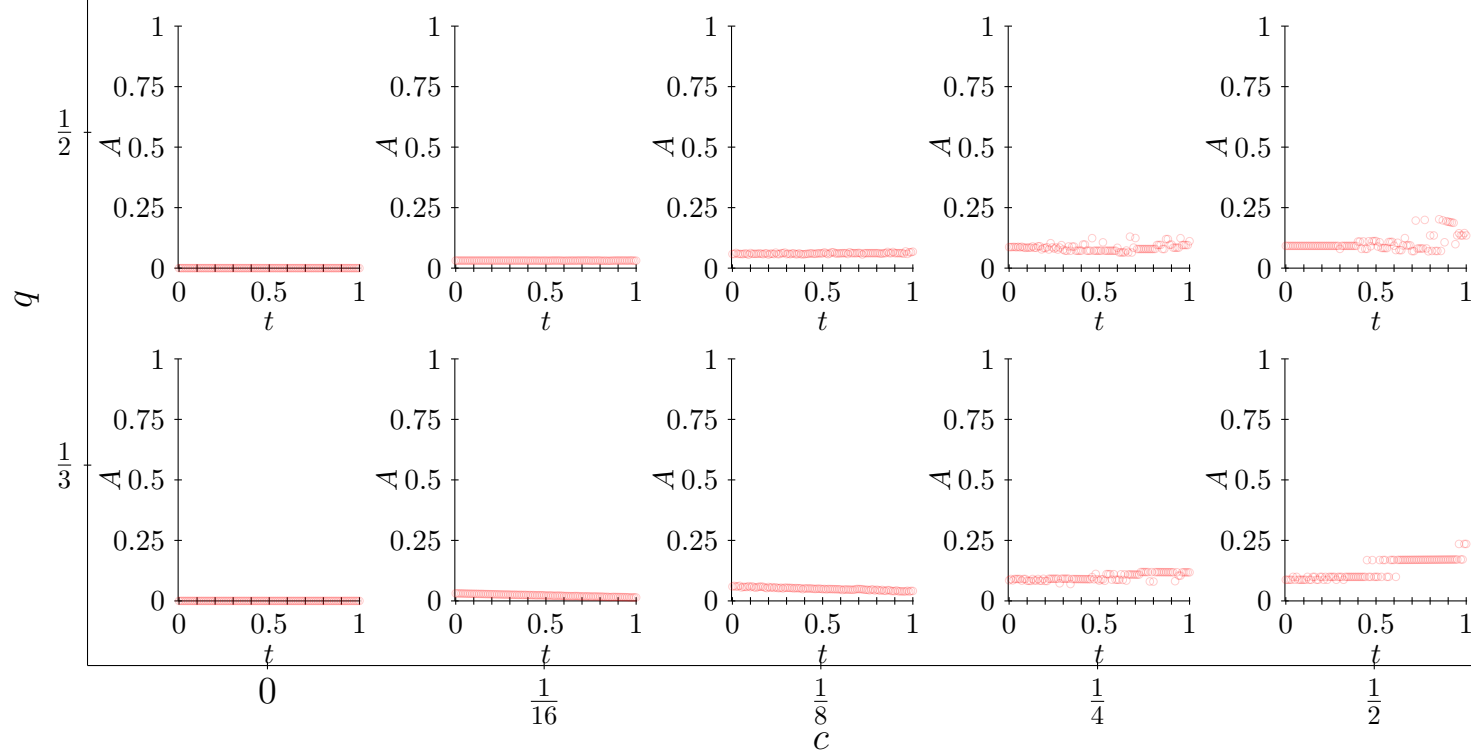 1 1 1 1 1
0.75 0.75 0.75 0.75 0.75
1/2 A 0.5 A 0.5 A 0.5 A 0.5 A 0.5
0.25 0.25 0.25 0.25 0.25
0 0 0 0 0
0 0.5 1 0 0.5 1 0 0.5 1 0 0.5 1 0 0.5 1
q
t t t t t
1 1 1 1 1
0.75 0.75 0.75 0.75 0.75
1/3 A 0.5 A 0.5 A 0.5 A 0.5 A 0.5
0.25 0.25 0.25 0.25 0.25
0 0 0 0 0
0 0.5 1 0 0.5 1 0 0.5 1 0 0.5 1 0 0.5 1
t t t t t
0 1/16 1/8 1/4 1/2
c